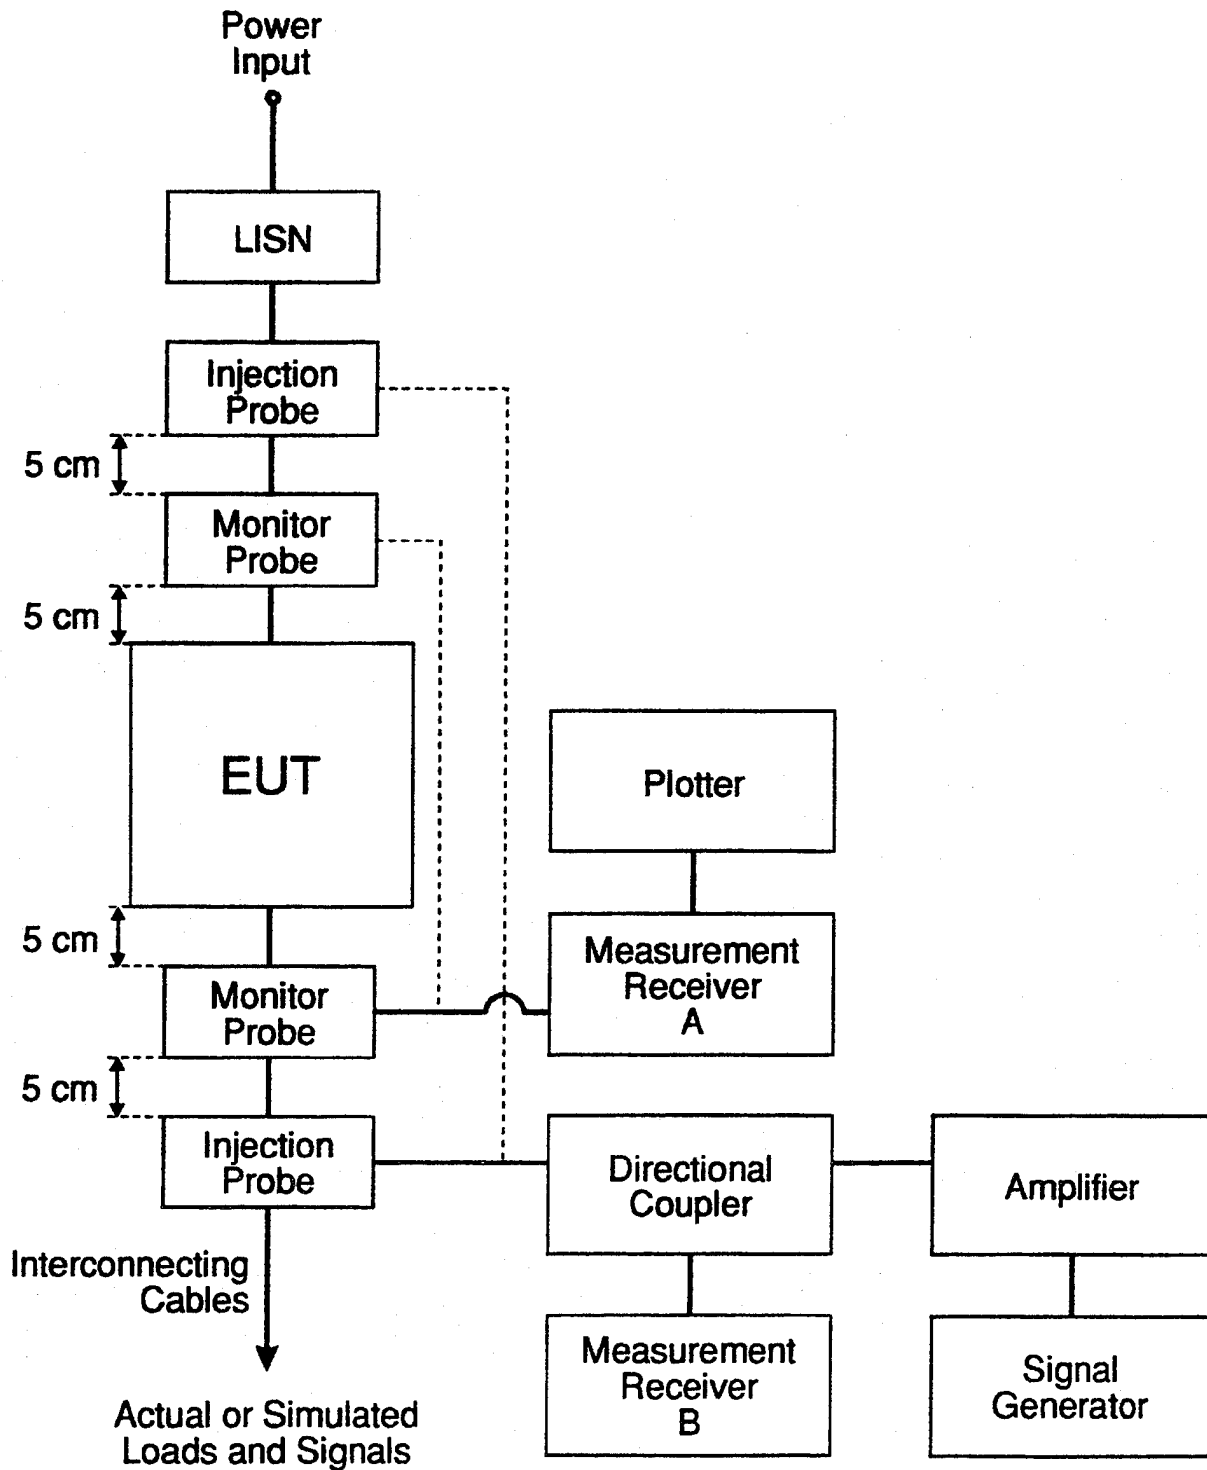 Power
Input
LISN
Injection
Probe
5 cm
Monitor
Probe
5 cm
EUT
Plotter
5 cm
Measurement
Receiver
A
Monitor
Probe
5 cm
Injection
Probe
Directional
Coupler
Amplifier
Interconnecting
Cables
Measurement
Receiver
B
Signal
Generator
Actual or Simulated
Loads and Signals